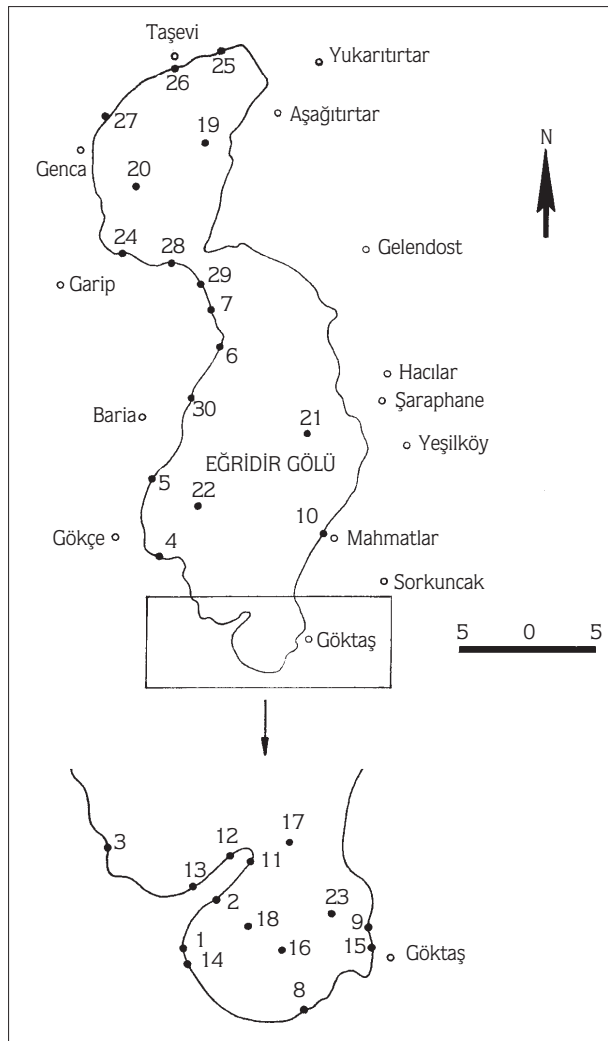 Taşevi
25
Yukarıtırtar
26
27
Aşağıtırtar
19
Genca
N
20
24
28
Gelendost
Garip
29
7
6
Hacılar
30
Şaraphane
Baria
21
Yeşilköy
EĞRİDİR GÖLÜ
5
22
10
Gökçe
4
Mahmatlar
Sorkuncak
Göktaş
5 0 5
17
3
12
11
13
2
23
18
9
1
16
15
Göktaş
14
8